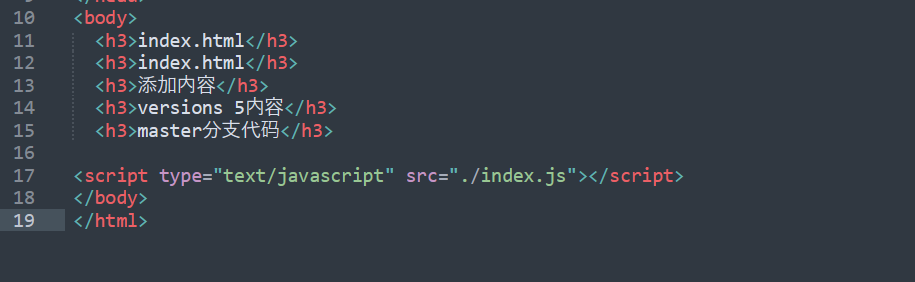 10 <body>
11 <h3>index.html</h3>
12 <h3>index.html</h3>
13 <h3>添加内容</h3>
14 <h3>versions 5内容</h3>
15 <h3>master分支代码</h3>
16
17 <script type="text/javascript" src="./index.js"></script>
18 </body>
19 </html>